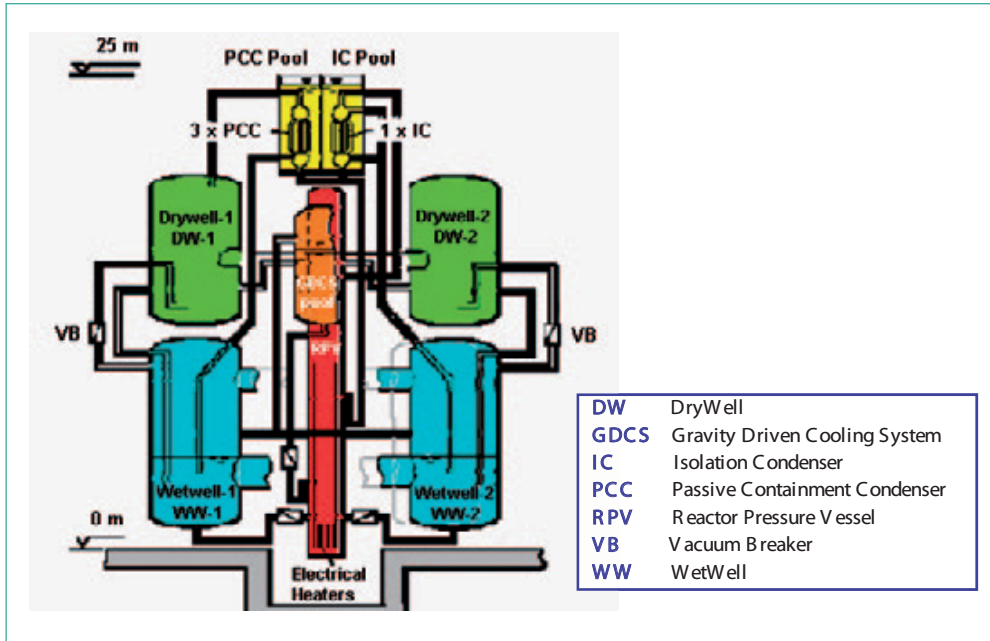 25 m
PCC Pool IC Pool
3 x PCC 1 x IC
Drywell-1
DW-1
Drywell-2
DW-2
GDCS
pool
VB
VB
RPV
Wetwell-1
WW-1
Wetwell-2
WW-2
0 m
Electrical
Heaters
DW DryWell
GDCS Gravity Driven Cooling System
IC Isolation Condenser
PCC Passive Containment Condenser
RPV Reactor Pressure Vessel
VB Vacuum Breaker
WW WetWell